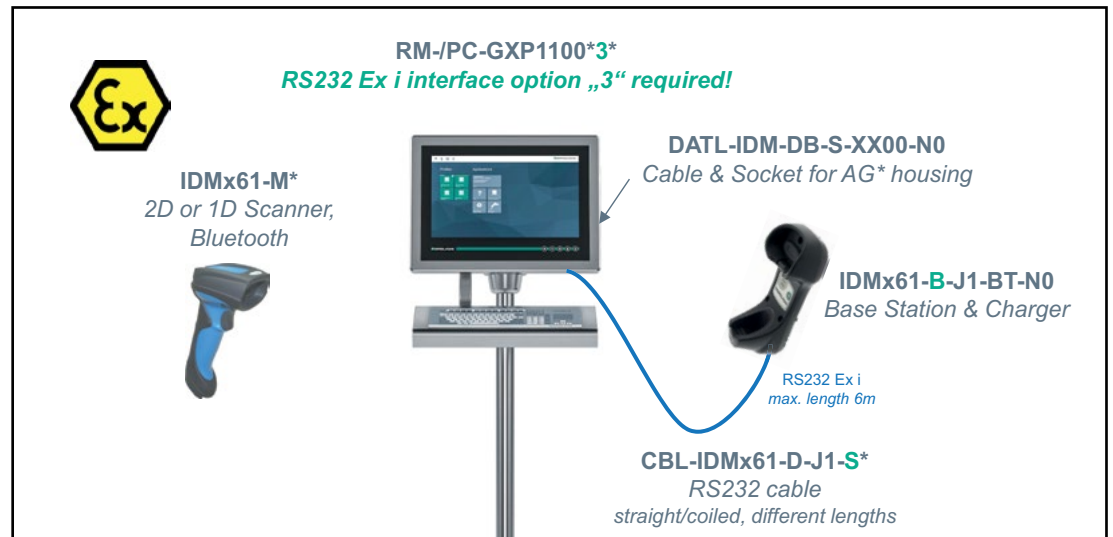 RM-/PC-GXP1100*3*
RS232 Ex i interface option „3“ required!
Ex
DATL-IDM-DB-S-XX00-N0
Cable & Socket for AG* housing
IDMx61-M*
2D or 1D Scanner,
Bluetooth
IDMx61-B-J1-BT-N0
Base Station & Charger
RS232 Ex i
max. length 6m
CBL-IDMx61-D-J1-S*
RS232 cable
straight/coiled, different lengths